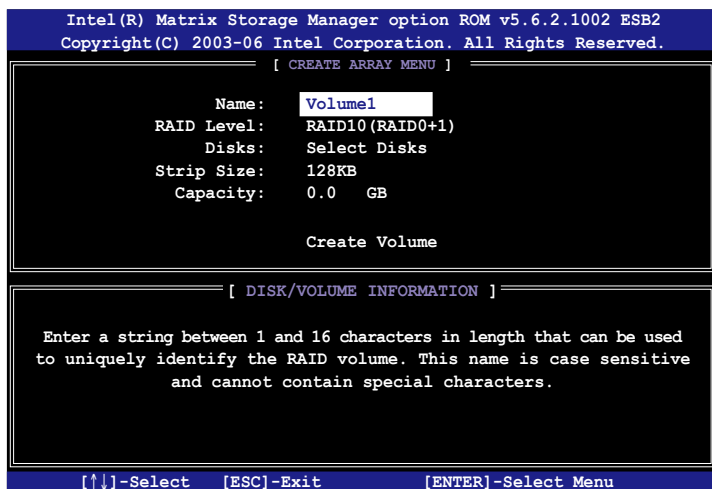 Intel(R) Matrix Storage Manager option ROM v5.6.2.1002 ESB2
Copyright(C) 2003-06 Intel Corporation. All Rights Reserved.
[ CREATE ARRAY MENU ]
Name: Volume1
RAID Level: RAID10(RAID0+1)
Disks: Select Disks
Strip Size: 128KB
Capacity: 0.0 GB
Create Volume
[ DISK/VOLUME INFORMATION ]
Enter a string between 1 and 16 characters in length that can be used
to uniquely identify the RAID volume. This name is case sensitive
and cannot contain special characters.
[↑↓]-Select [ESC]-Exit [ENTER]-Select Menu